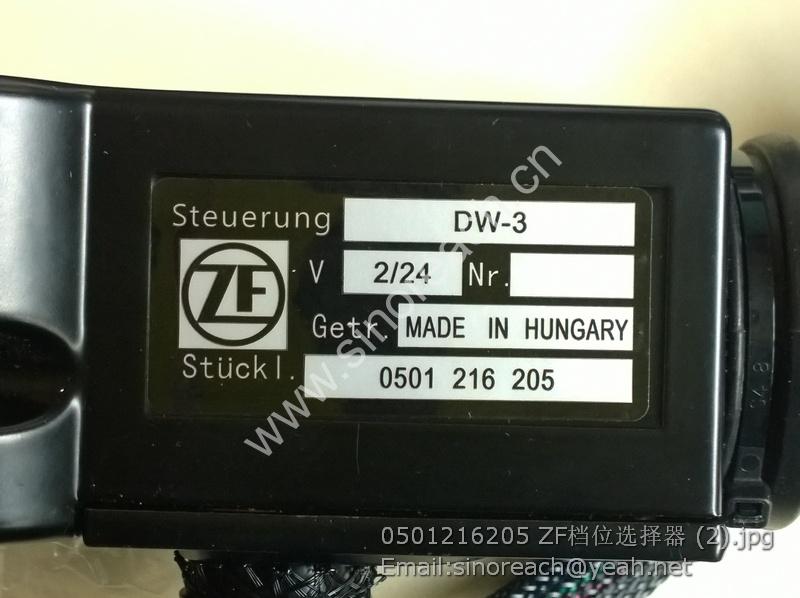 Steuerung DW-3
ZF
V 2/24 Nr.
Getr. MADE IN HUNGARY
Stückl. 0501 216 205
www.sinoreach.cn
0501216205 ZF档位选择器 (2).jpg
Email:sinoreach@yeah.net